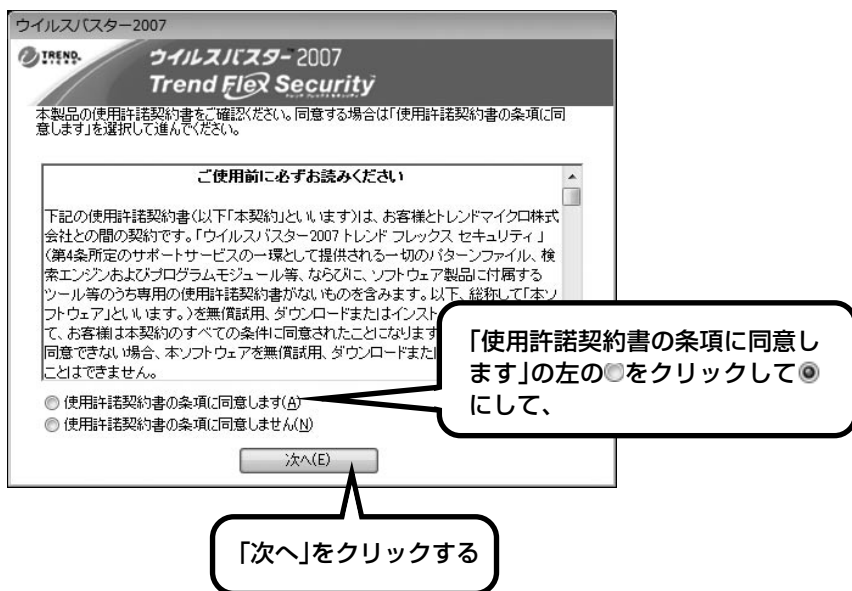 ウイルスバスター2007
TREND
MICRO
ウイルスバスター™2007
Trend Flex Security
トレンド フレックス セキュリティ
本製品の使用許諾契約書をご確認ください。同意する場合は「使用許諾契約書の条項に同
意します」を選択して進んでください。
ご使用前に必ずお読みください
下記の使用許諾契約書(以下「本契約」といいます)は、お客様とトレンドマイクロ株式
会社との間の契約です。「ウイルスバスター2007 トレンド フレックス セキュリティ」
(第4条所定のサポートサービスの一環として提供される一切のパターンファイル、検
索エンジンおよびプログラムモジュール等、ならびに、ソフトウェア製品に付属する
ツール等のうち専用の使用許諾契約書がないものを含みます。以下、総称して「本ソ
フトウェア」といいます。)を無償試用、ダウンロードまたはインスト
て、お客様は本契約のすべての条件に同意されたことになります
同意できない場合、本ソフトウェアを無償試用、ダウンロードまた
ことはできません。
使用許諾契約書の条項に同意します(A)
使用許諾契約書の条項に同意しません(N)
次へ(E)
「使用許諾契約書の条項に同意し
ます」の左の をクリックして
にして、
「次へ」をクリックする